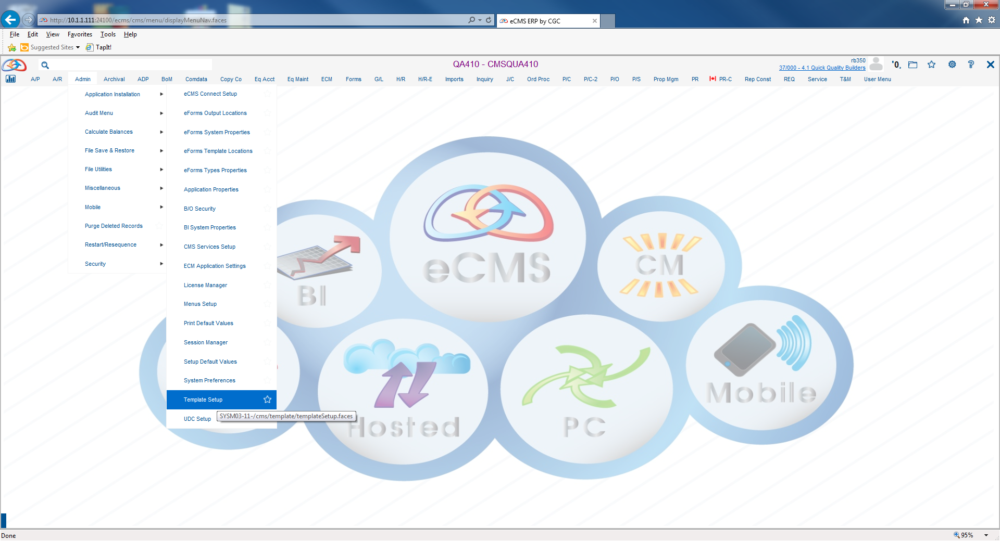 http://10.1.1.111:24100/ecms/cms/menu/displayMenuNav.faces
eCMS ERP by CGC
File Edit View Favorites Tools Help
Suggested Sites TapIt!
QA410 - CMSQUA410
rb350
37/000 - 4.1 Quick Quality Builders
A/P A/R Admin Archival ADP BoM Comdata Copy Co Eq Acct Eq Maint ECM Forms G/L H/R H/R-E Imports Inquiry J/C Ord Proc P/C P/C-2 P/O P/S Prop Mgm PR PR-C Rep Const REQ Service T&M User Menu
Application Installation
Audit Menu
Calculate Balances
File Save & Restore
File Utilities
Miscellaneous
Mobile
Purge Deleted Records
Restart/Resequence
Security
eCMS Connect Setup
eForms Output Locations
eForms System Properties
eForms Template Locations
eForms Types Properties
Application Properties
B/O Security
BI System Properties
CMS Services Setup
ECM Application Settings
License Manager
Menus Setup
Print Default Values
Session Manager
Setup Default Values
System Preferences
Template Setup
UDC Setup
SYSM03-11-/cms/template/templateSetup.faces
eCMS
BI
CM
Hosted
PC
Mobile
Done
95%